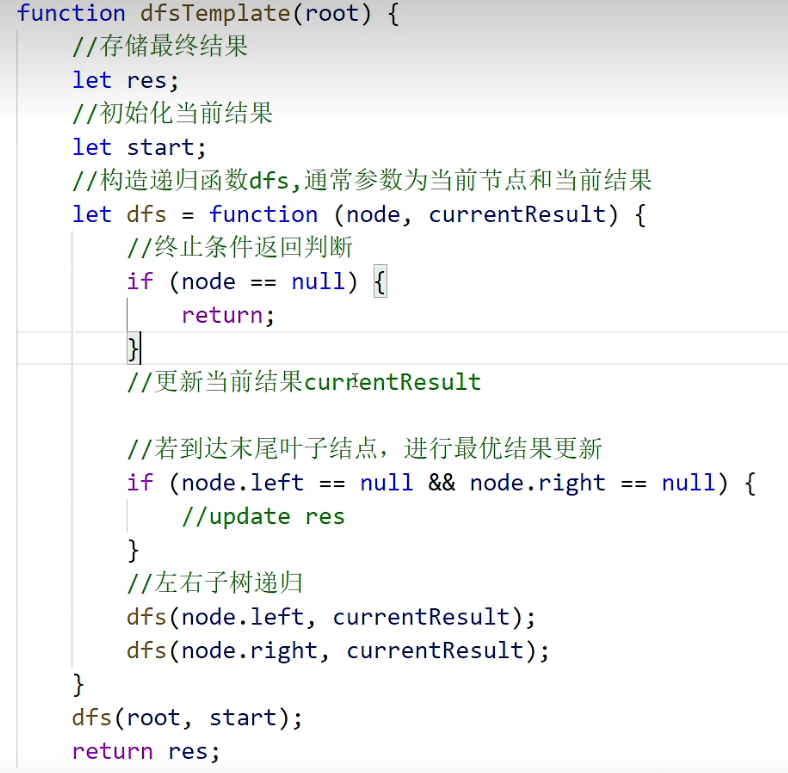 function dfsTemplate(root) {
//存储最终结果
let res;
//初始化当前结果
let start;
//构造递归函数dfs,通常参数为当前节点和当前结果
let dfs = function (node, currentResult) {
//终止条件返回判断
if (node == null) {
return;
}
//更新当前结果currentResult
//若到达末尾叶子结点，进行最优结果更新
if (node.left == null && node.right == null) {
//update res
}
//左右子树递归
dfs(node.left, currentResult);
dfs(node.right, currentResult);
}
dfs(root, start);
return res;